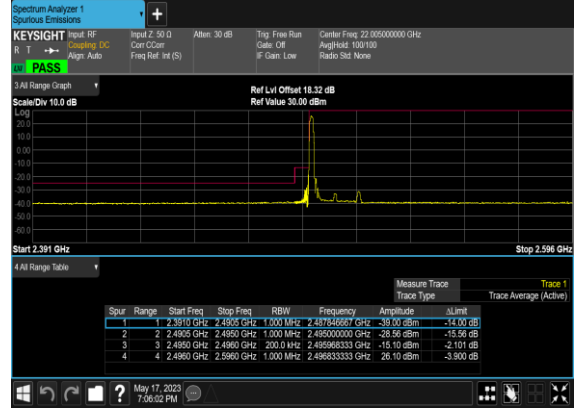 Spectrum Analyzer 1
Spurious Emissions
+
KEYSIGHT Input: RF Input Z: 50 Ω Atten: 30 dB Trig: Free Run Center Freq: 22.005000000 GHz
R T Coupling: DC Corr CCorr Gate: Off Avg|Hold: 100/100
Align: Auto Freq Ref: Int (S) IF Gain: Low Radio Std: None
PASS
3 All Range Graph
Ref Lvl Offset 18.32 dB
Scale/Div 10.0 dB Ref Value 30.00 dBm
Log
20.0
10.0
0.00
-10.0
-20.0
-30.0
-40.0
-50.0
-60.0
Start 2.391 GHz Stop 2.596 GHz
4 All Range Table
Measure Trace Trace 1
Trace Type Trace Average (Active)
Spur Range Start Freq Stop Freq RBW Frequency Amplitude ΔLimit
1 1 2.3910 GHz 2.4905 GHz 1.000 MHz 2.487846667 GHz -39.00 dBm -14.00 dB
2 2 2.4905 GHz 2.4950 GHz 1.000 MHz 2.495000000 GHz -28.56 dBm -15.56 dB
3 3 2.4950 GHz 2.4960 GHz 200.0 kHz 2.495968333 GHz -15.10 dBm -2.101 dB
4 4 2.4960 GHz 2.5960 GHz 1.000 MHz 2.496833333 GHz 26.10 dBm -3.900 dB
? May 17, 2023
7:06:02 PM